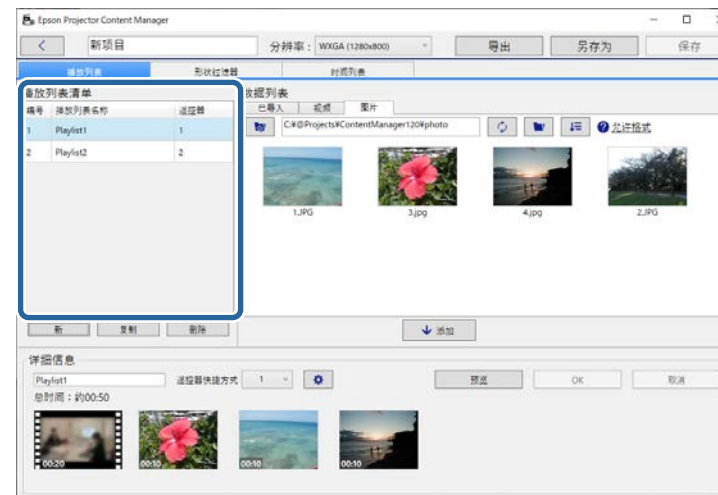 Epson Projector Content Manager
新项目 分辨率： WXGA (1280x800) 导出 另存为 保存
播放列表 形状过滤器 时间列表
播放列表清单 数据列表
编号 播放列表名称 遥控器 已导入 视频 图片
C:¥@Projects¥ContentManager120¥photo 允许格式
1 Playlist1 1
2 Playlist2 2
1.JPG 3.jpg 4.jpg 2.JPG
新 复制 删除 添加
详细信息
Playlist1 遥控器快捷方式 1 预览 OK 取消
总时间：约00:50
00:20 00:10 00:10 00:10